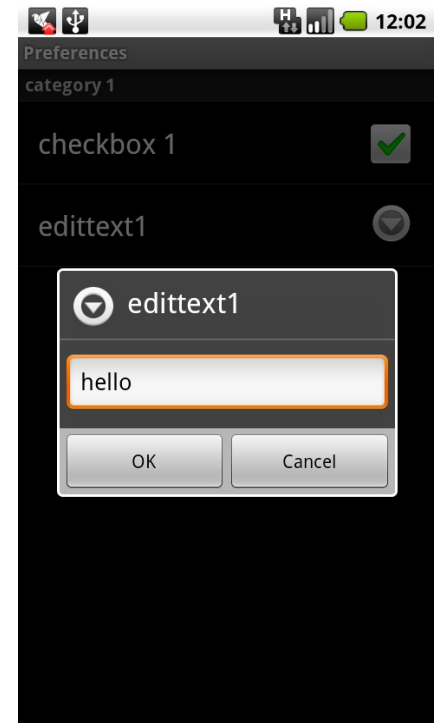 H 12:02
Preferences
category 1
checkbox 1
edittext1
edittext1
hello
OK Cancel